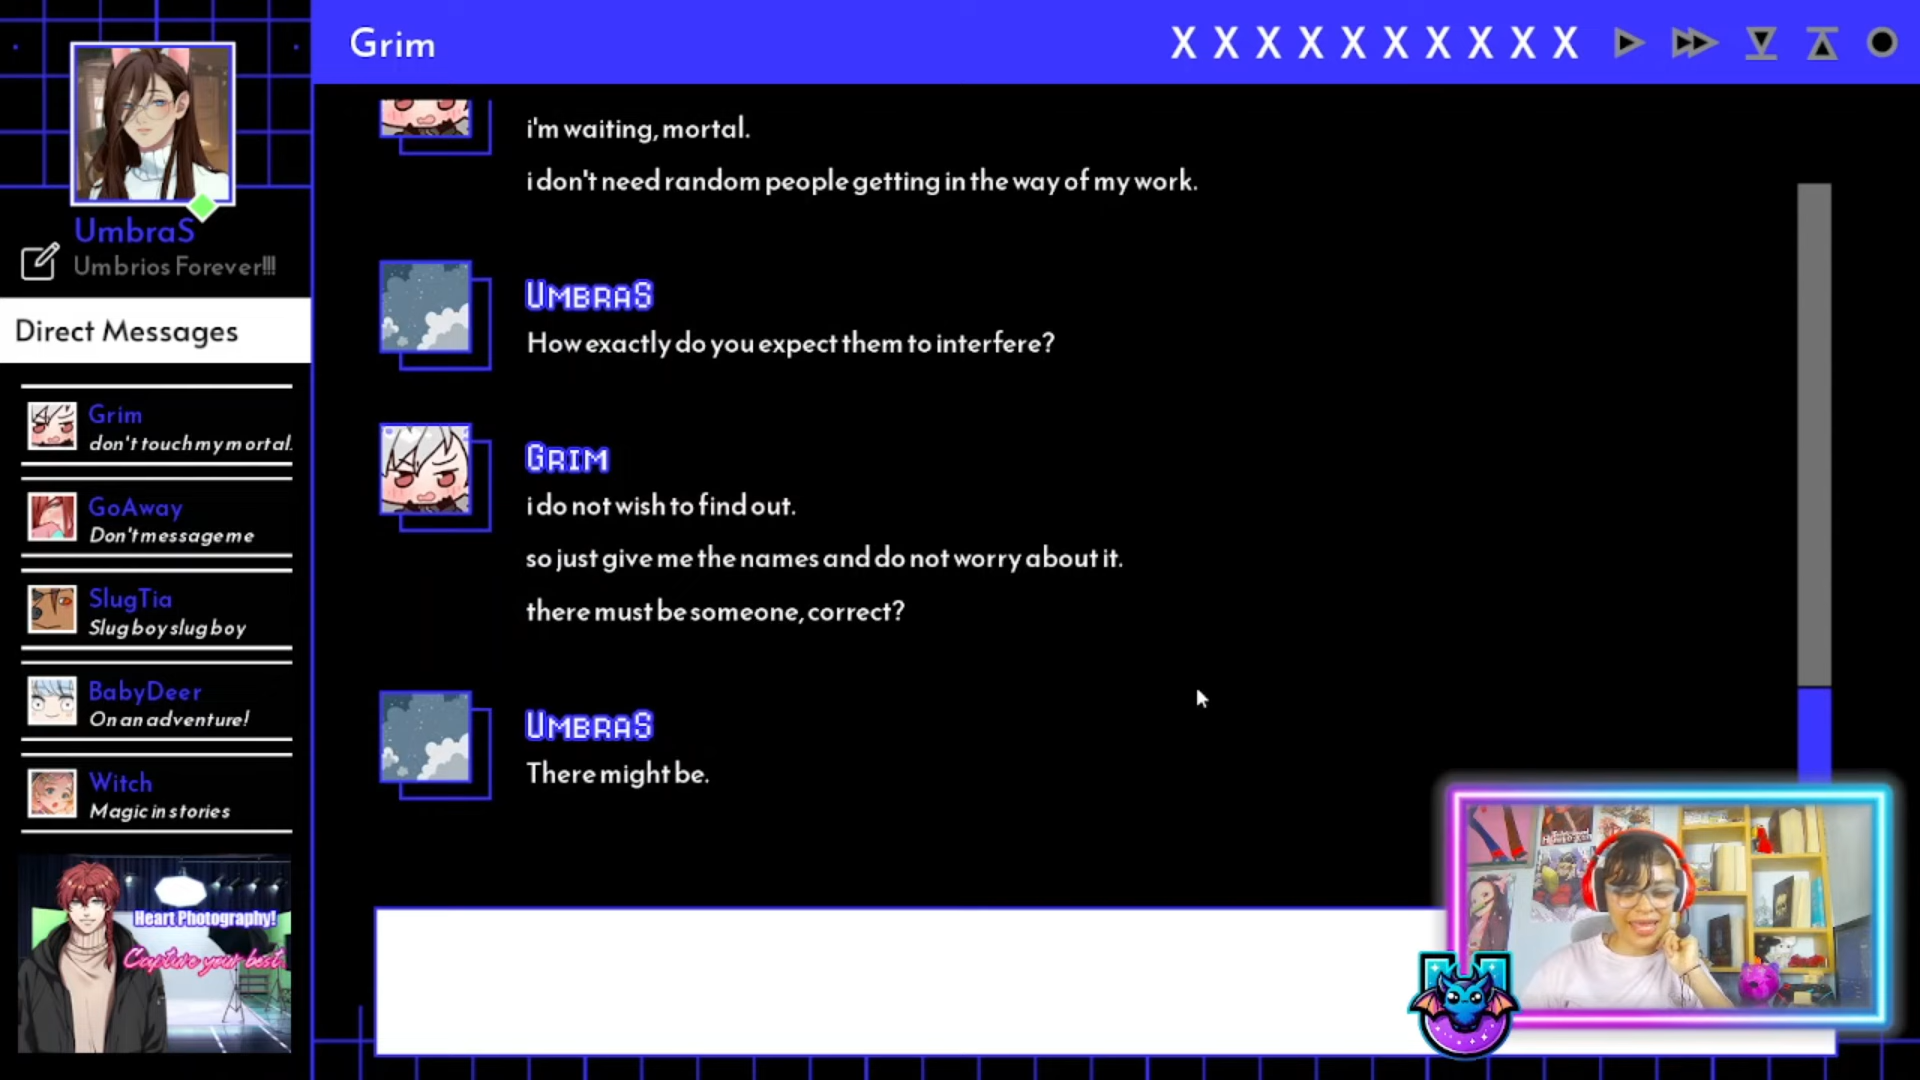 Grim
X X X X X X X X X X
UmbraS
Umbrios Forever!!!
Direct Messages
Grim
don't touch my mortal.
GoAway
Don't message me
SlugTia
Slug boy slug boy
BabyDeer
On an adventure!
Witch
Magic in stories
Heart Photography!
Capture your best.
i'm waiting, mortal.
i don't need random people getting in the way of my work.
UmbraS
How exactly do you expect them to interfere?
Grim
i do not wish to find out.
so just give me the names and do not worry about it.
there must be someone, correct?
UmbraS
There might be.